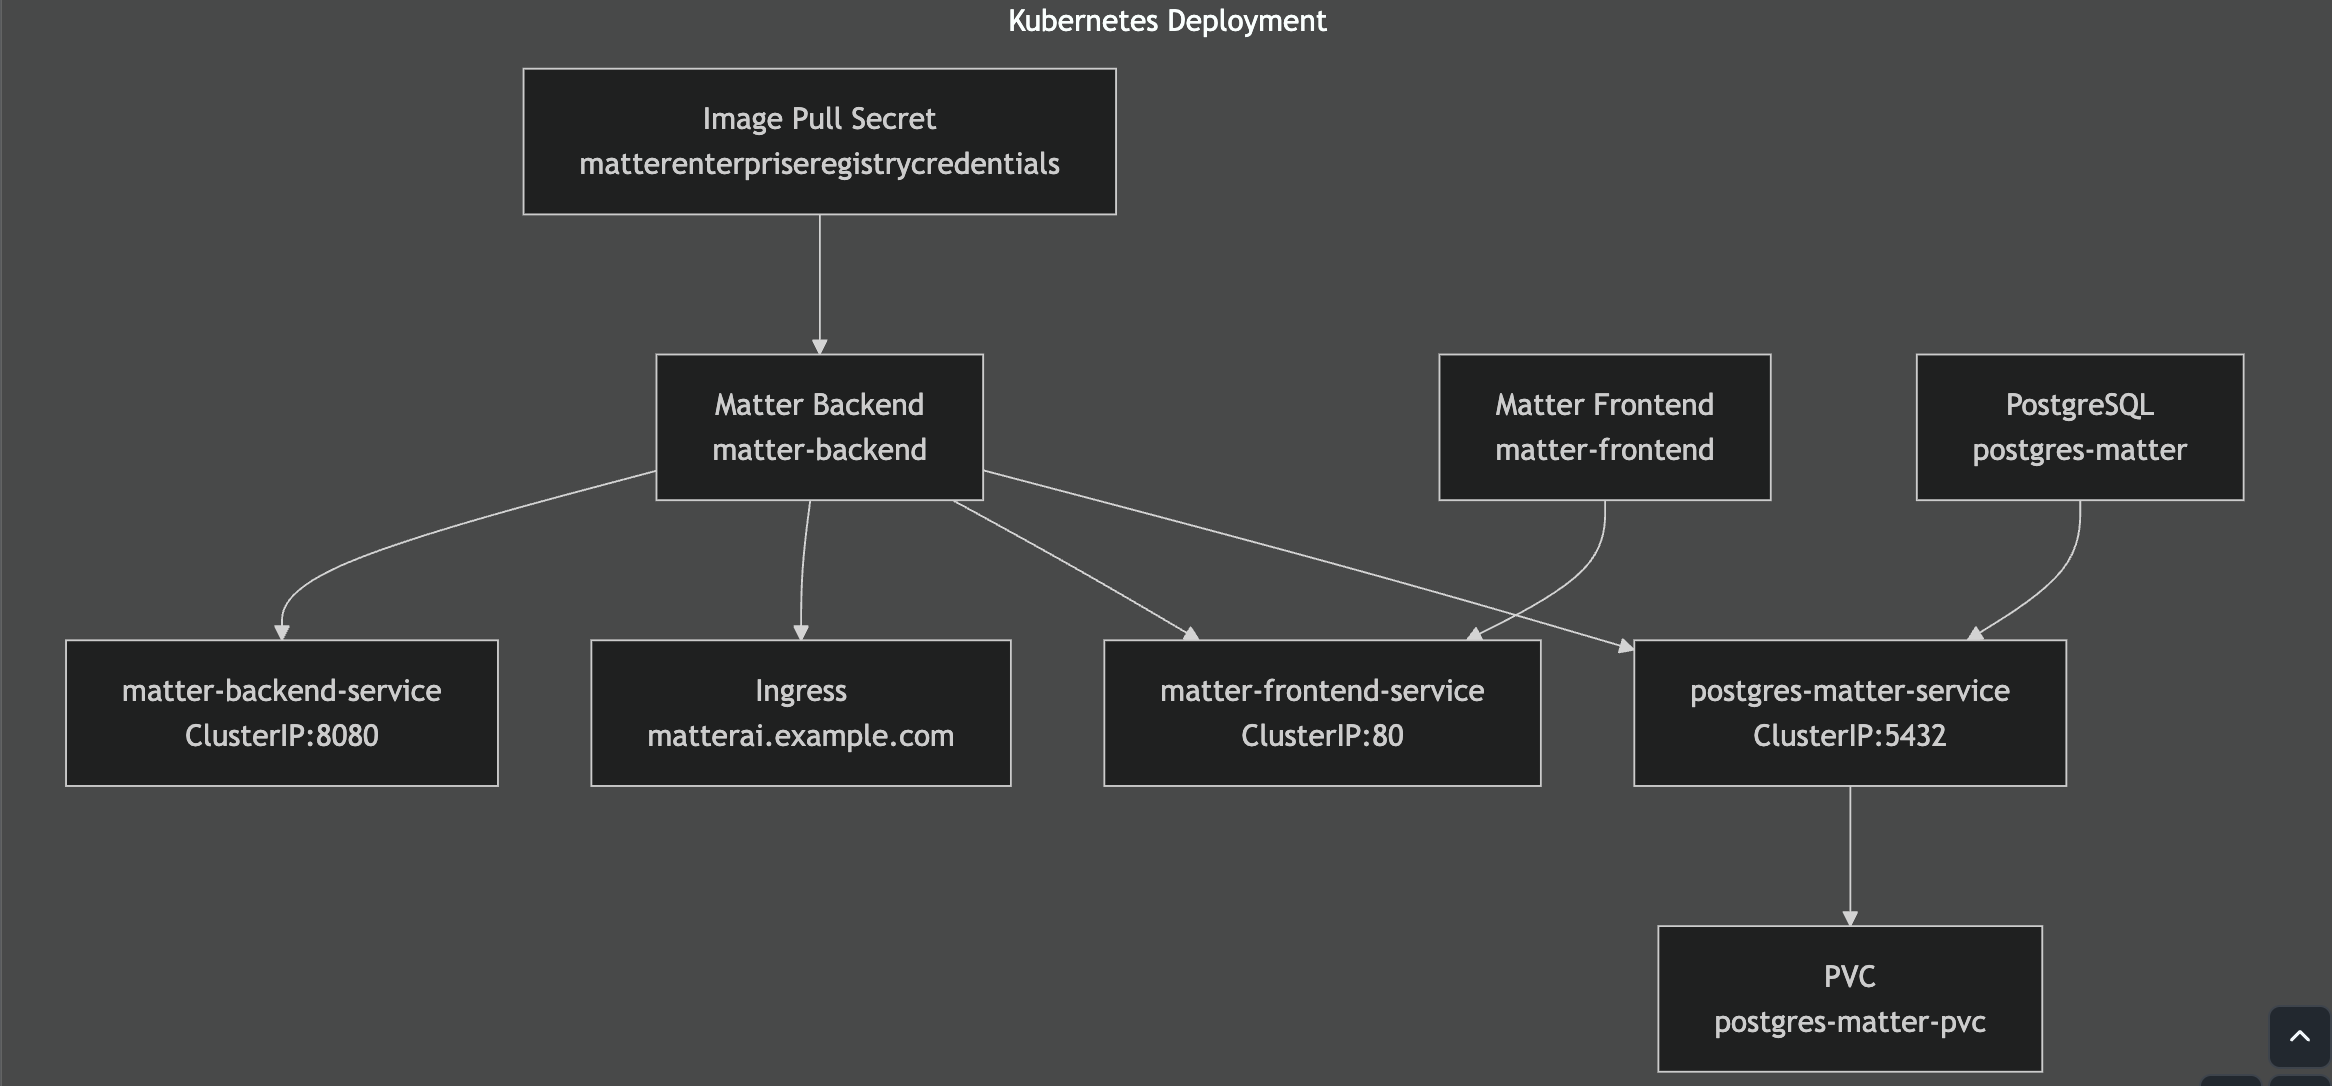 Kubernetes Deployment
Image Pull Secret
matterenterpriseregistrycredentials
Matter Backend
matter-backend
Matter Frontend
matter-frontend
PostgreSQL
postgres-matter
matter-backend-service
ClusterIP:8080
Ingress
matterai.example.com
matter-frontend-service
ClusterIP:80
postgres-matter-service
ClusterIP:5432
PVC
postgres-matter-pvc